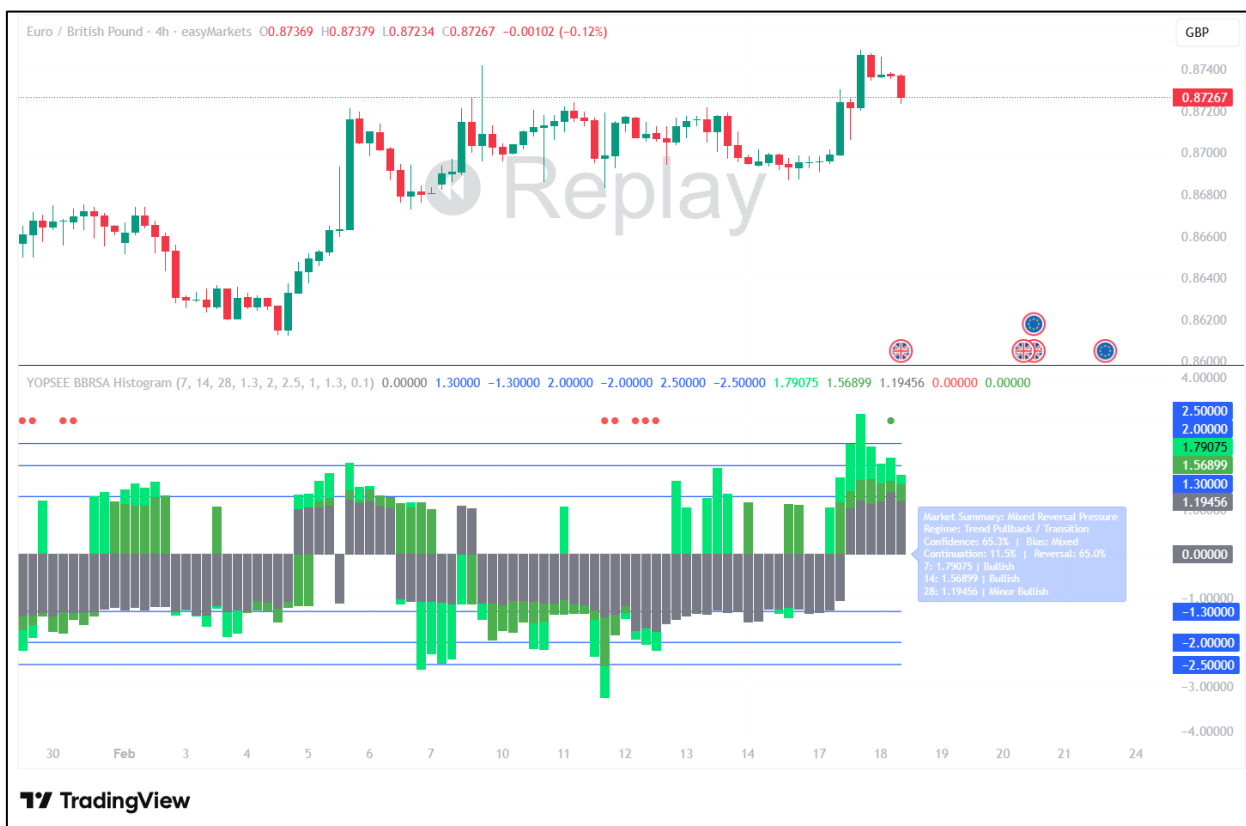 Euro / British Pound · 4h · easyMarkets O0.87369 H0.87379 L0.87234 C0.87267 −0.00102 (−0.12%)
GBP
0.87400
0.87267
0.87200
0.87000
0.86800
0.86600
0.86400
0.86200
0.86000
Replay
YOPSEE BBRSA Histogram (7, 14, 28, 1.3, 2, 2.5, 1, 1.3, 0.1) 0.00000 1.30000 −1.30000 2.00000 −2.00000 2.50000 −2.50000 1.79075 1.56899 1.19456 0.00000 0.00000
4.00000
2.50000
2.00000
1.79075
1.56899
1.30000
1.19456
0.00000
−1.00000
−1.30000
−2.00000
−2.50000
−3.00000
−4.00000
Market Summary: Mixed Reversal Pressure
Regime: Trend Pullback / Transition
Confidence: 65.3% | Bias: Mixed
Continuation: 11.5% | Reversal: 65.0%
7: 1.79075 | Bullish
14: 1.56899 | Bullish
28: 1.19456 | Minor Bullish
30 Feb 3 4 5 6 7 10 11 12 13 14 17 18 19 20 21 24
TradingView